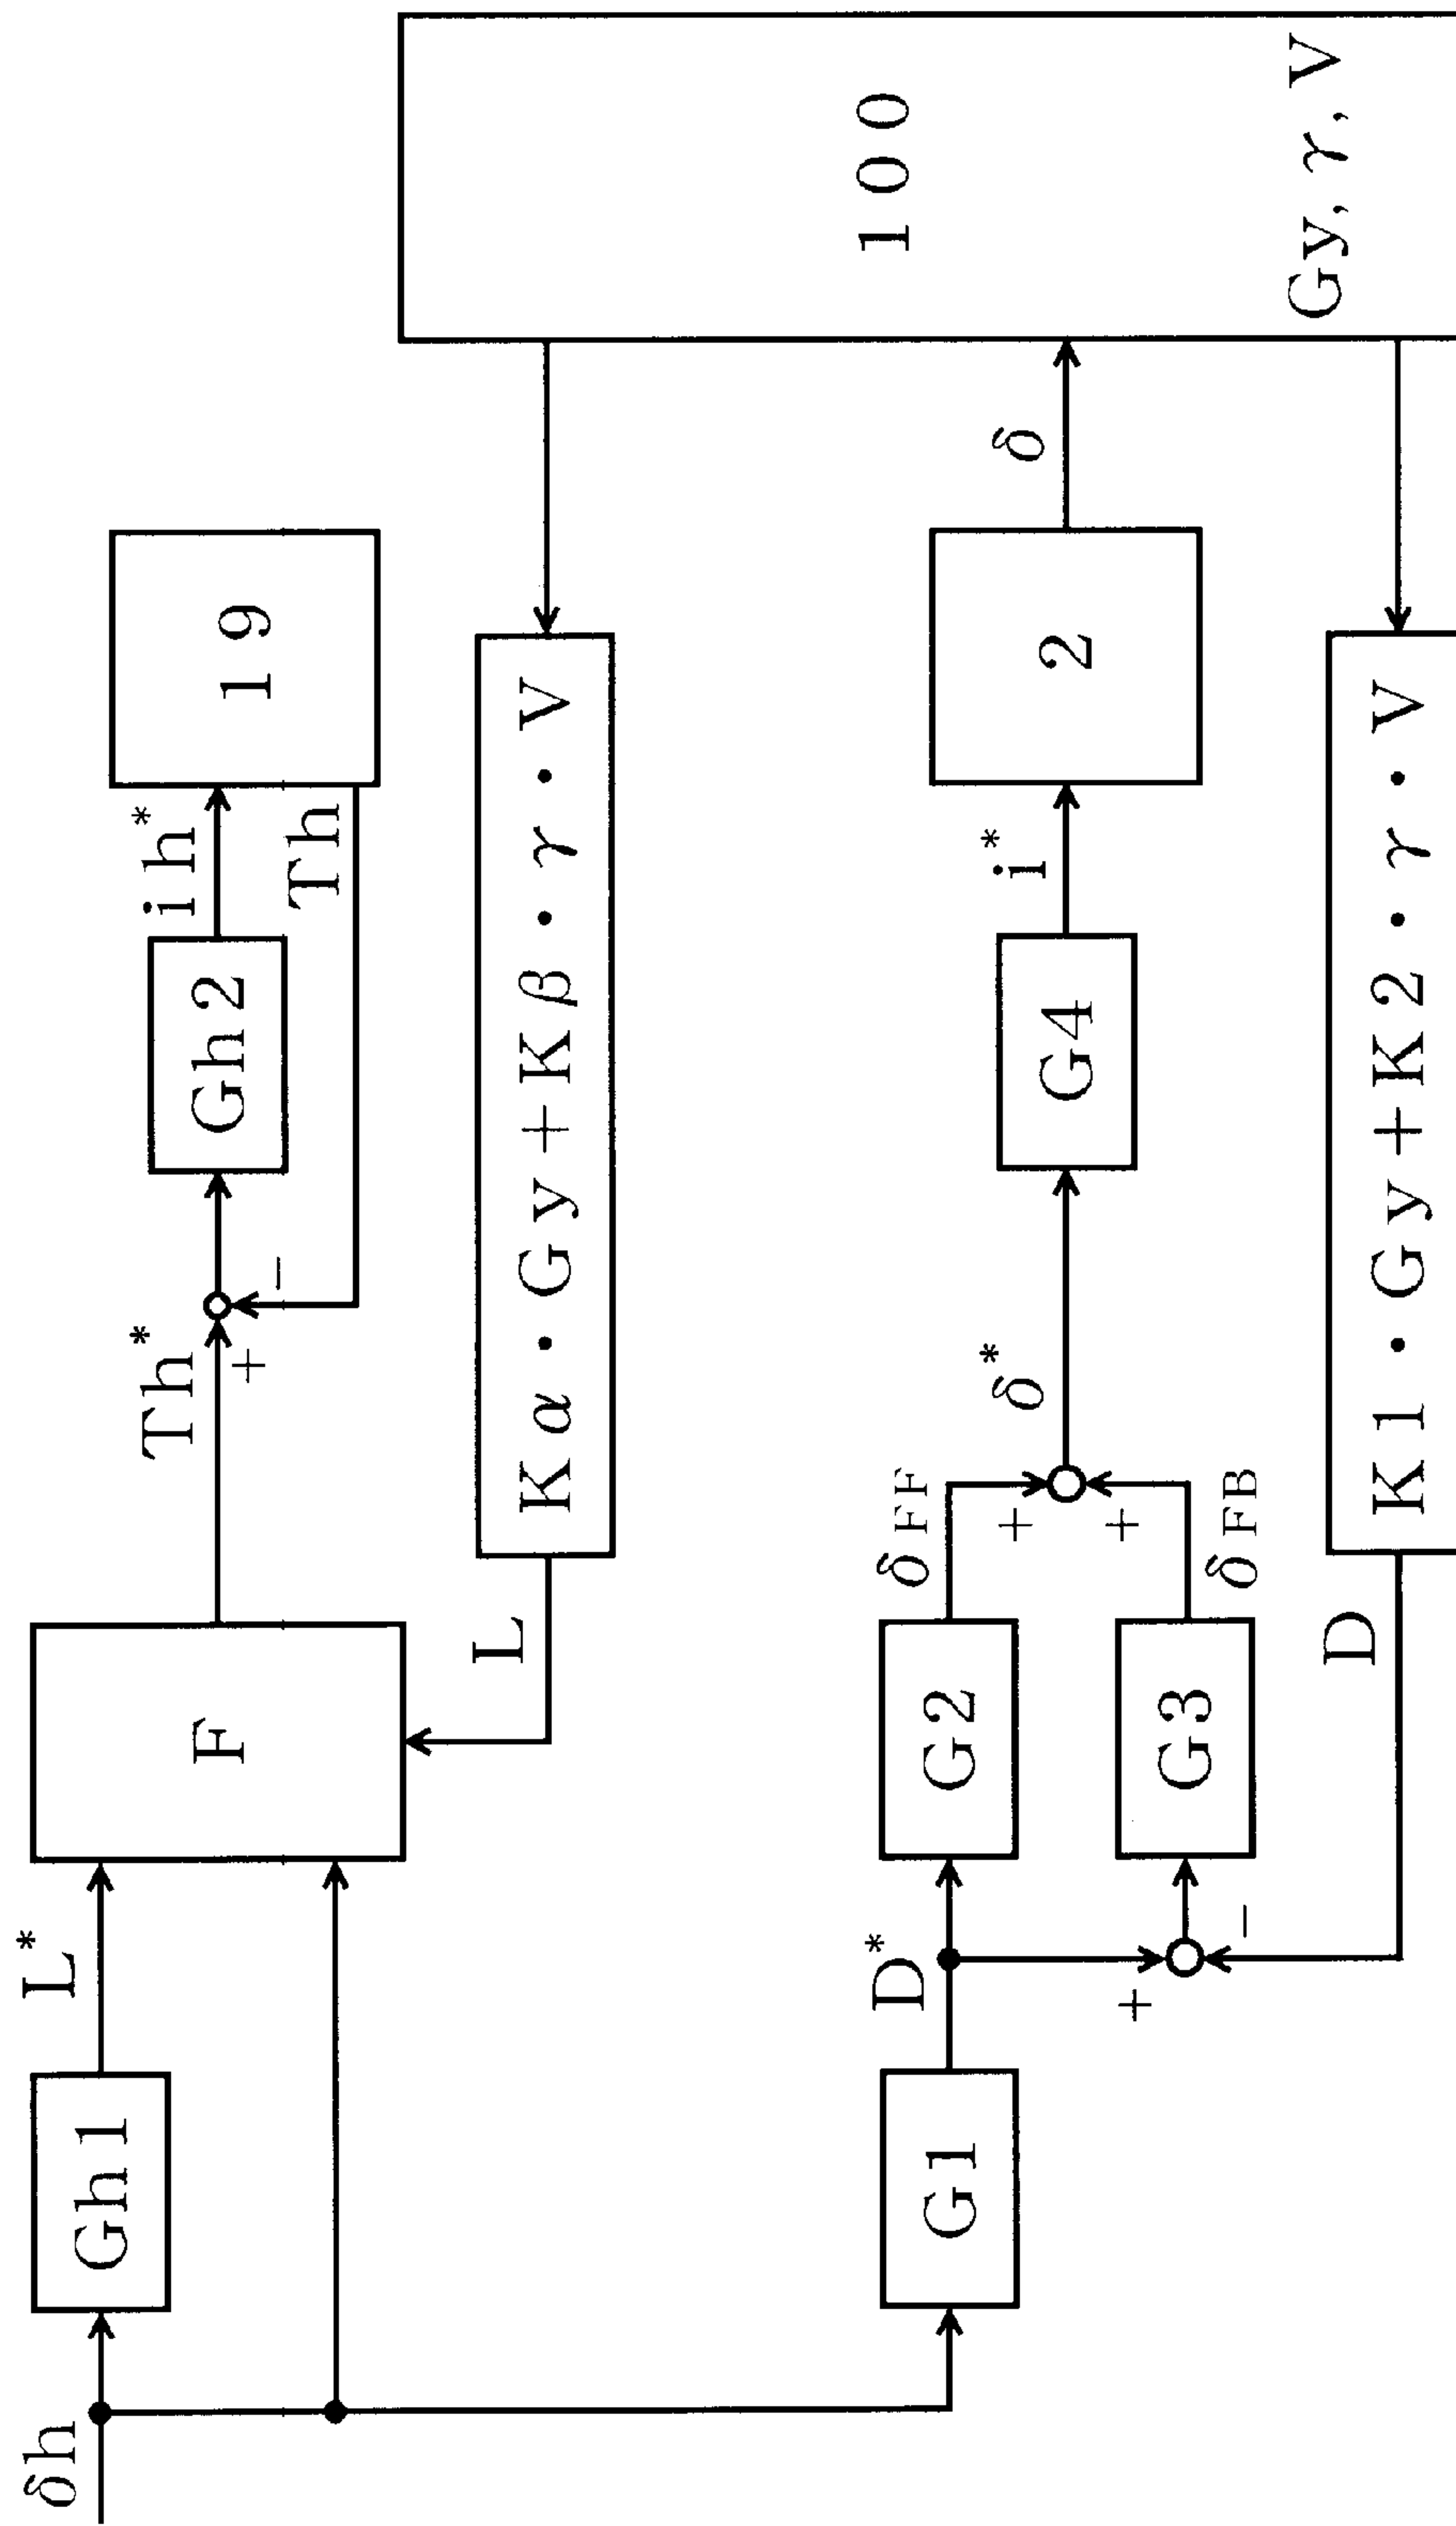 δh
Gh1
L*
F
Th*
+
−
Gh2
ih*
Th
19
L
Kα・Gy+Kβ・γ・V
100
Gy, γ, V
G1
D*
+
−
G2
G3
δFF
δFB
+
+
δ*
G4
i*
2
δ
D
K1・Gy+K2・γ・V